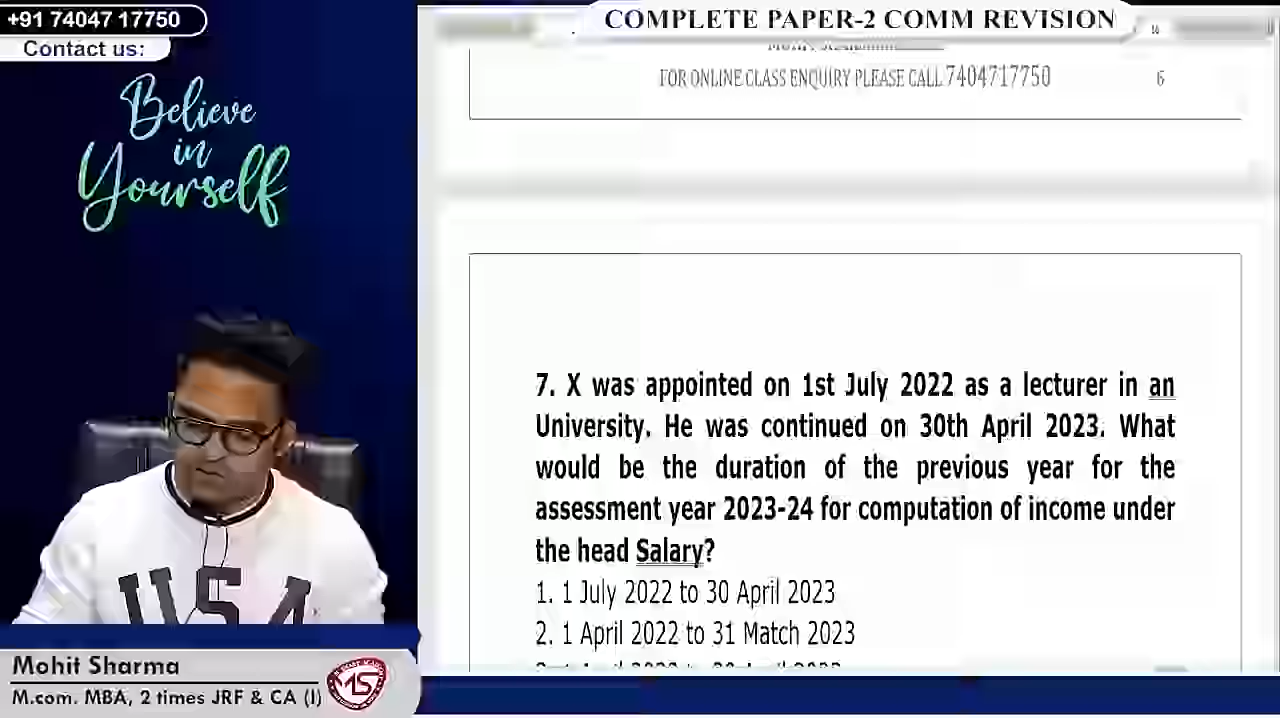 +91 74047 17750
Contact us:
Believe
in
Yourself
COMPLETE PAPER-2 COMM REVISION
FOR ONLINE CLASS ENQUIRY PLEASE CALL 7404717750 6
7. X was appointed on 1st July 2022 as a lecturer in an
University. He was continued on 30th April 2023. What
would be the duration of the previous year for the
assessment year 2023-24 for computation of income under
the head Salary?
1. 1 July 2022 to 30 April 2023
2. 1 April 2022 to 31 Match 2023
USA
Mohit Sharma
M.com. MBA, 2 times JRF & CA (I)